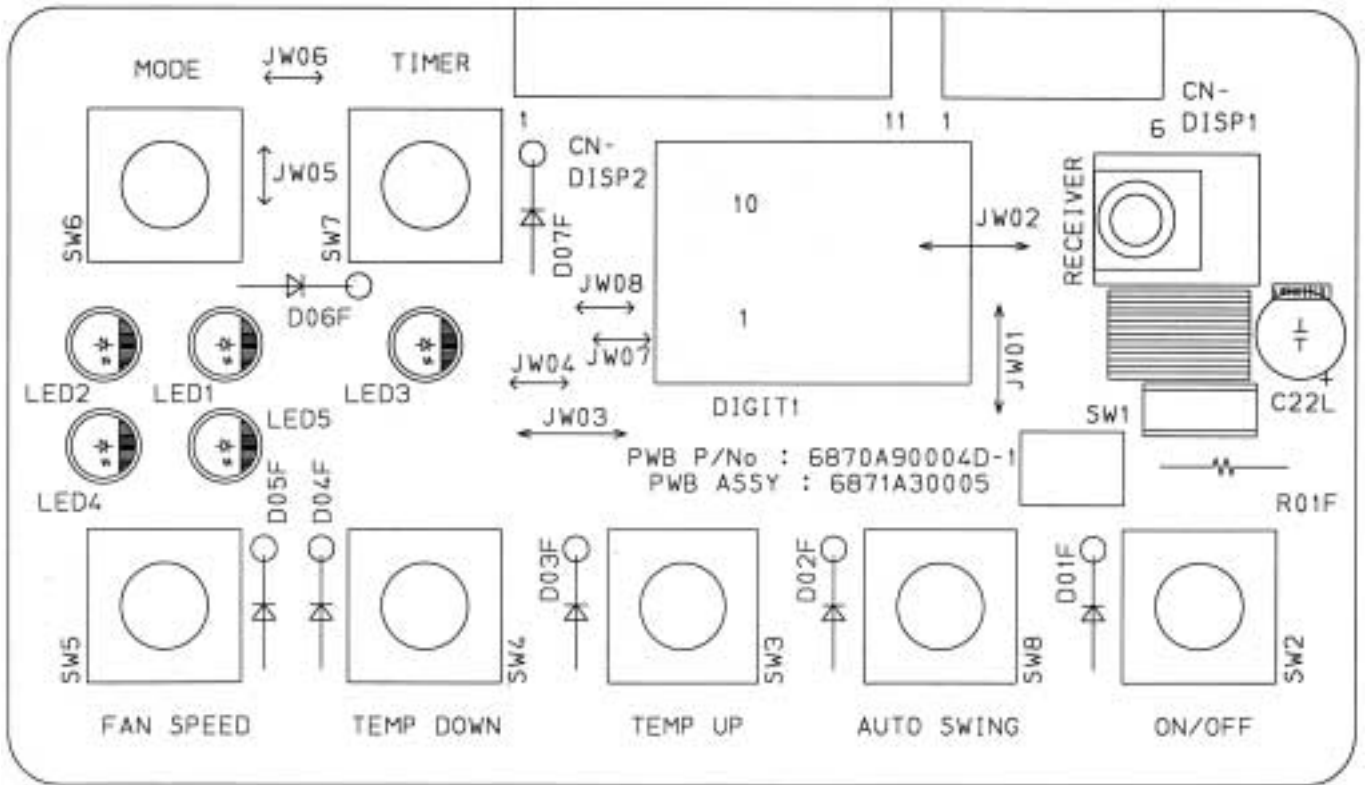 MODE
JW06
TIMER
1
11
1
6
CN-
DISP1
CN-
DISP2
JW05
SW6
SW7
D07F
10
JW02
RECEIVER
D06F
JW08
1
JW07
JW04
JW01
LED2
LED1
LED3
LED5
JW03
DIGIT1
SW1
C22L
PWB P/No : 6870A90004D-1
PWB ASSY : 6871A30005
LED4
D05F
D04F
R01F
D03F
D02F
D01F
SW5
SW4
SW3
SW8
SW2
FAN SPEED
TEMP DOWN
TEMP UP
AUTO SWING
ON/OFF